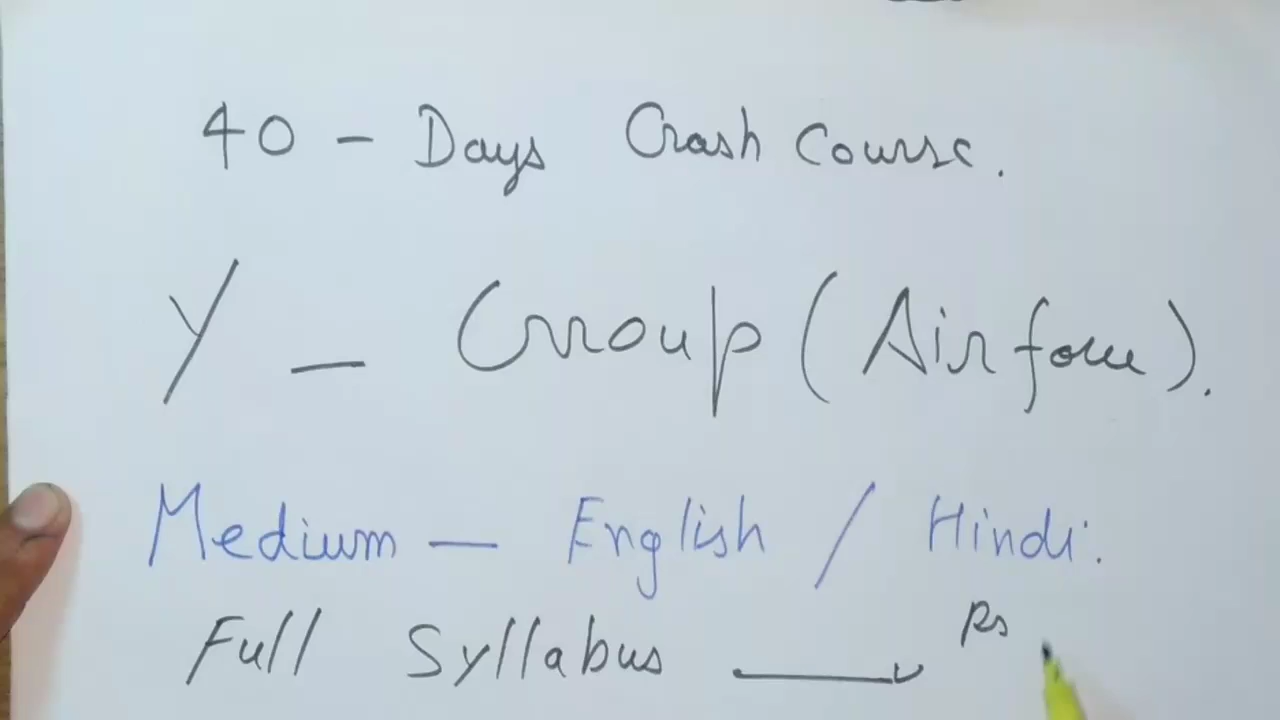 40 - Days Crash Course.
Y - Group (Airforce).
Medium - English / Hindi.
Full Syllabus → Rs